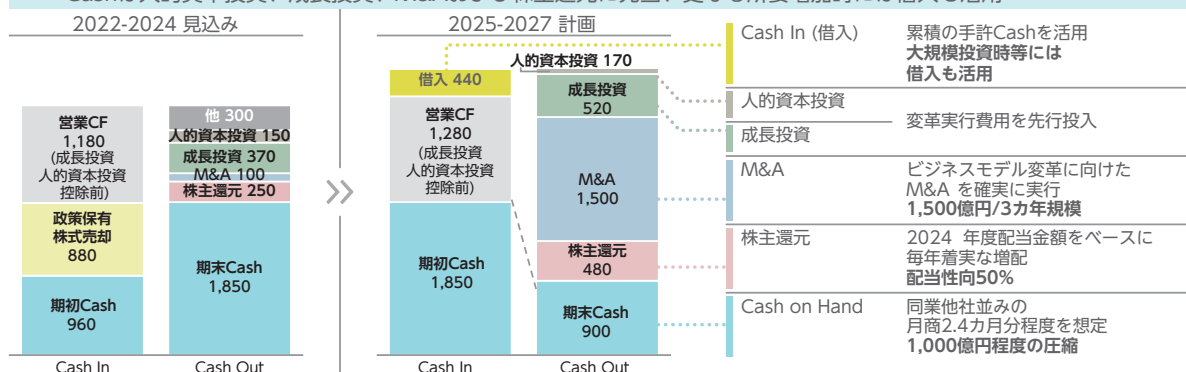 2022-2024 見込み
営業CF
1,180
(成長投資
人的資本投資
控除前)
政策保有
株式売却
880
期初Cash
960
Cash In
他 300
人的資本投資 150
成長投資 370
M&A 100
株主還元 250
期末Cash
1,850
Cash Out
2025-2027 計画
借入 440
営業CF
1,280
(成長投資
人的資本投資
控除前)
期初Cash
1,850
Cash In
人的資本投資 170
成長投資
520
M&A
1,500
株主還元
480
期末Cash
900
Cash Out
Cash In (借入)
累積の手許Cashを活用
大規模投資時等には
借入も活用
人的資本投資
成長投資
変革実行費用を先行投入
M&A
ビジネスモデル変革に向けた
M&A を確実に実行
1,500億円/3カ年規模
株主還元
2024 年度配当金額をベースに
毎年着実な増配
配当性向50%
Cash on Hand
同業他社並みの
月商2.4カ月分程度を想定
1,000億円程度の圧縮